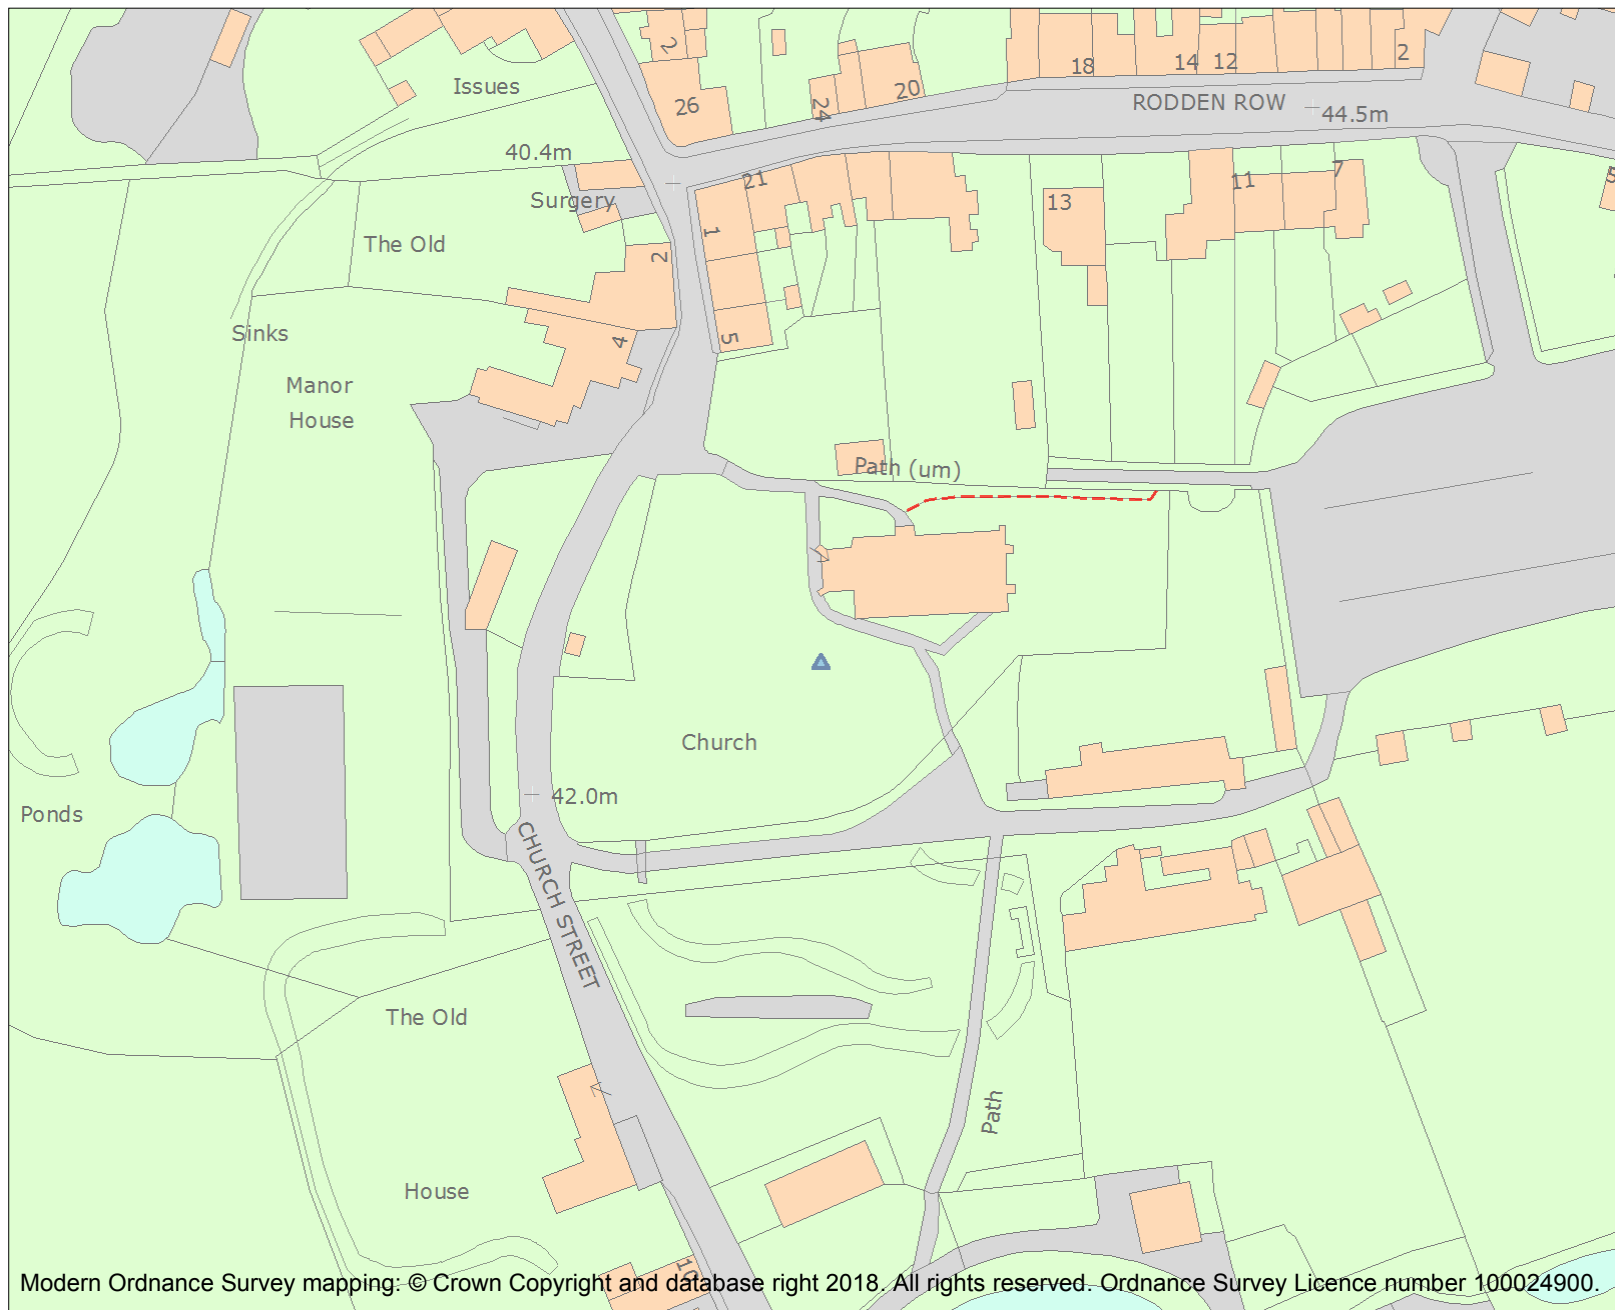 Issues
2
26
24
20
18
14
12
2
RODDEN ROW
44.5m
40.4m
Surgery
21
1
13
11
7
5
The Old
2
Sinks
4
5
Manor
House
Path (um)
Church
42.0m
Ponds
CHURCH STREET
The Old
Path
House
10
Modern Ordnance Survey mapping: © Crown Copyright and database right 2018. All rights reserved. Ordnance Survey Licence number 100024900.